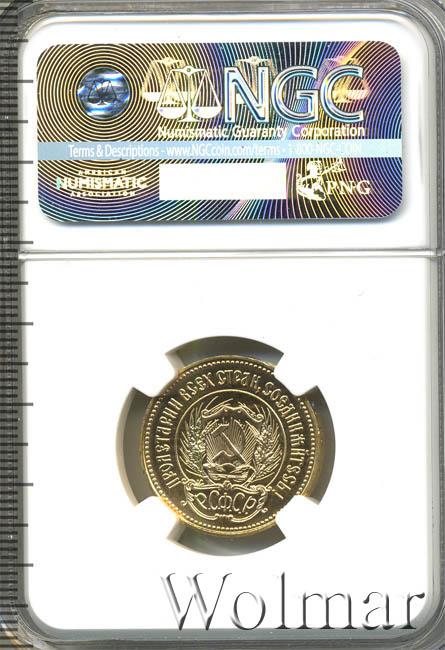 NGC
Numismatic Guaranty Corporation
Terms & Descriptions - www.NGCcoin.com/terms • 1-800-NGC-COIN
AMERICAN
NUMISMATIC
ASSOCIATION
PNG
ПРОЛЕТАРИИ ВСЕХ СТРАН, СОЕДИНЯЙТЕСЬ!
РСФСР
Wolmar